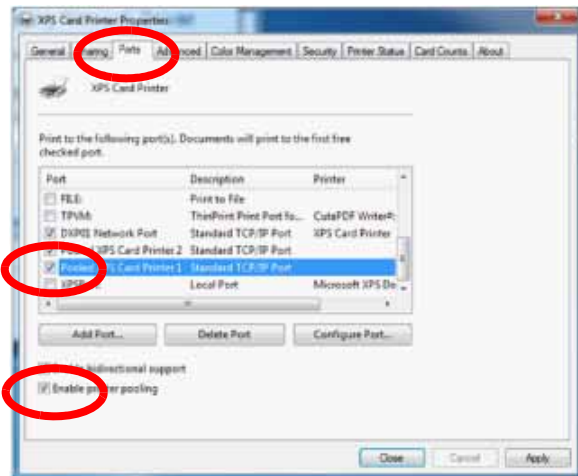 XPS Card Printer Properties
General Sharing Ports Advanced Color Management Security Printer Status Card Counts About
XPS Card Printer
Print to the following port(s). Documents will print to the first free
checked port.
Port Description Printer
FILE: Print to File
TPVM: ThinPrint Print Port fo... CutePDF Writer#:
DXP01 Network Port Standard TCP/IP Port XPS Card Printer
Pooled XPS Card Printer 2 Standard TCP/IP Port
Pooled XPS Card Printer 1 Standard TCP/IP Port
Local Port Microsoft XPS Do
Add Port... Delete Port Configure Port...
Enable bidirectional support
Enable printer pooling
Close Cancel Apply